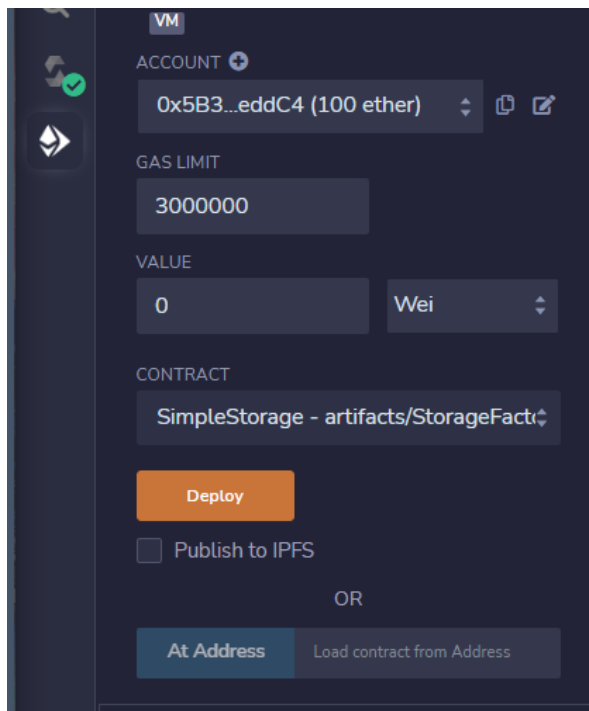 VM
ACCOUNT
0x5B3...eddC4 (100 ether)
GAS LIMIT
3000000
VALUE
0
Wei
CONTRACT
SimpleStorage - artifacts/StorageFacto
Deploy
Publish to IPFS
OR
At Address
Load contract from Address